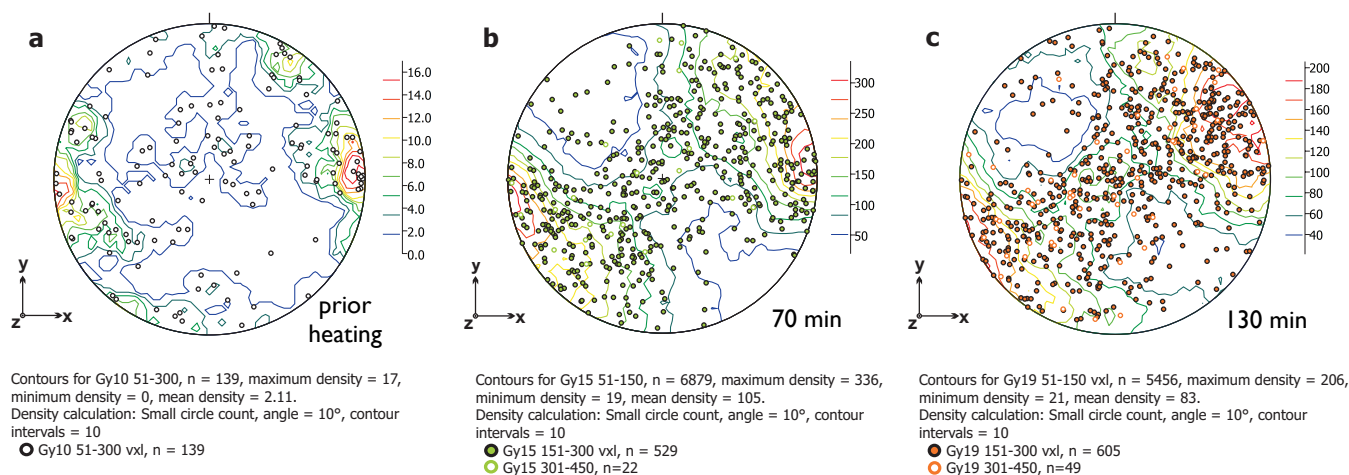 a
16.0
14.0
12.0
10.0
8.0
6.0
4.0
2.0
0.0
y
z
x
prior
heating
Contours for Gy10 51-300, n = 139, maximum density = 17,
minimum density = 0, mean density = 2.11.
Density calculation: Small circle count, angle = 10°, contour
intervals = 10
Gy10 51-300 vxl, n = 139
b
300
250
200
150
100
50
y
z
x
70 min
Contours for Gy15 51-150, n = 6879, maximum density = 336,
minimum density = 19, mean density = 105.
Density calculation: Small circle count, angle = 10°, contour
intervals = 10
Gy15 151-300 vxl, n = 529
Gy15 301-450, n=22
c
200
180
160
140
120
100
80
60
40
y
z
x
130 min
Contours for Gy19 51-150 vxl, n = 5456, maximum density = 206,
minimum density = 21, mean density = 83.
Density calculation: Small circle count, angle = 10°, contour
intervals = 10
Gy19 151-300 vxl, n = 605
Gy19 301-450, n=49